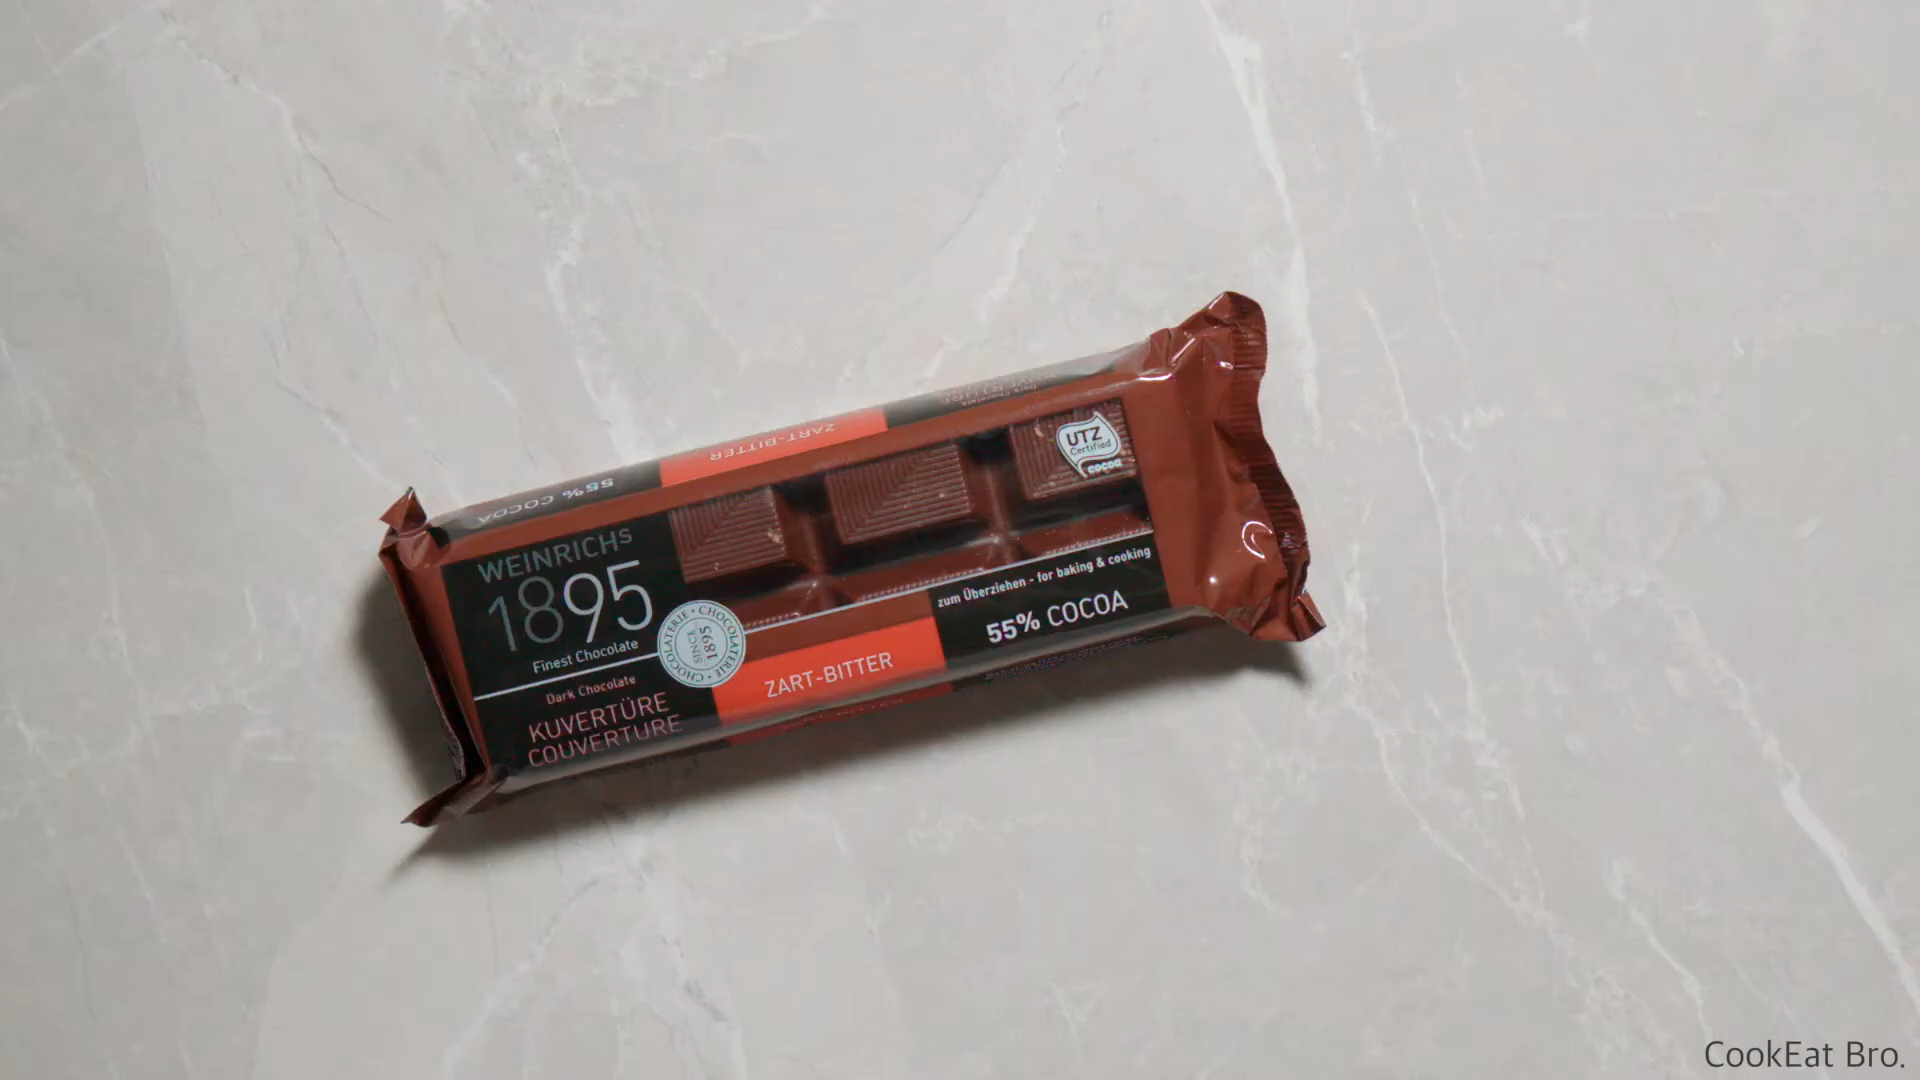 ZART-BITTER
55% COCOA
WEINRICHs
1895
Finest Chocolate
Dark Chocolate
KUVERTÜRE
COUVERTURE
CHOCOLATERIE • CHOCOLATERIE •
SINCE
1895
ZART-BITTER
UTZ
Certified
cocoa
zum Überziehen - for baking & cooking
55% COCOA
CookEat Bro.